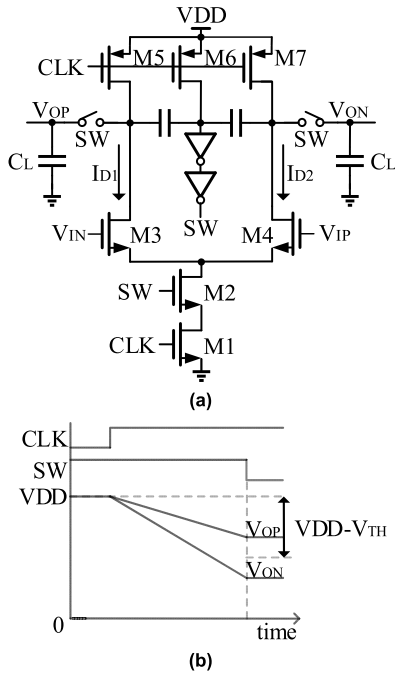 VDD
CLK M5 M6 M7
VOP SW SW VON
CL ID1 ID2 CL
VIN M3 M4 VIP
SW
SW M2
CLK M1
(a)
CLK
SW
VDD
VOP VDD-VTH
VON
0 time
(b)